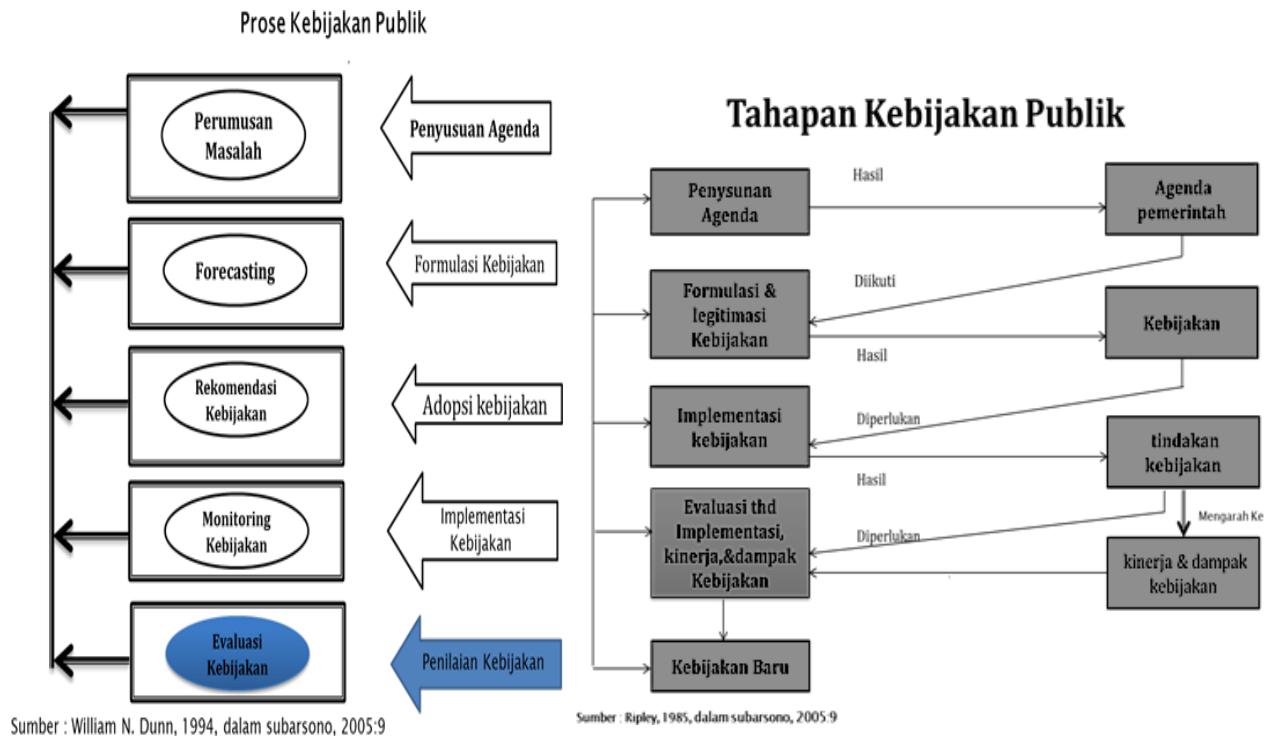 Prose Kebijakan Publik
Perumusan
Masalah
Penyusuan Agenda
Forecasting
Formulasi Kebijakan
Rekomendasi
Kebijakan
Adopsi kebijakan
Monitoring
Kebijakan
Implementasi
Kebijakan
Evaluasi
Kebijakan
Penilaian Kebijakan
Sumber : William N. Dunn, 1994, dalam subarsono, 2005:9
Tahapan Kebijakan Publik
Penysunan
Agenda
Hasil
Agenda
pemerintah
Diikuti
Formulasi &
legitimasi
Kebijakan
Hasil
Kebijakan
Diperlukan
Implementasi
kebijakan
Hasil
tindakan
kebijakan
Mengarah Ke
Evaluasi thd
Implementasi,
kinerja,&dampak
Kebijakan
Diperlukan
kinerja & dampak
kebijakan
Kebijakan Baru
Sumber : Ripley, 1985, dalam subarsono, 2005:9